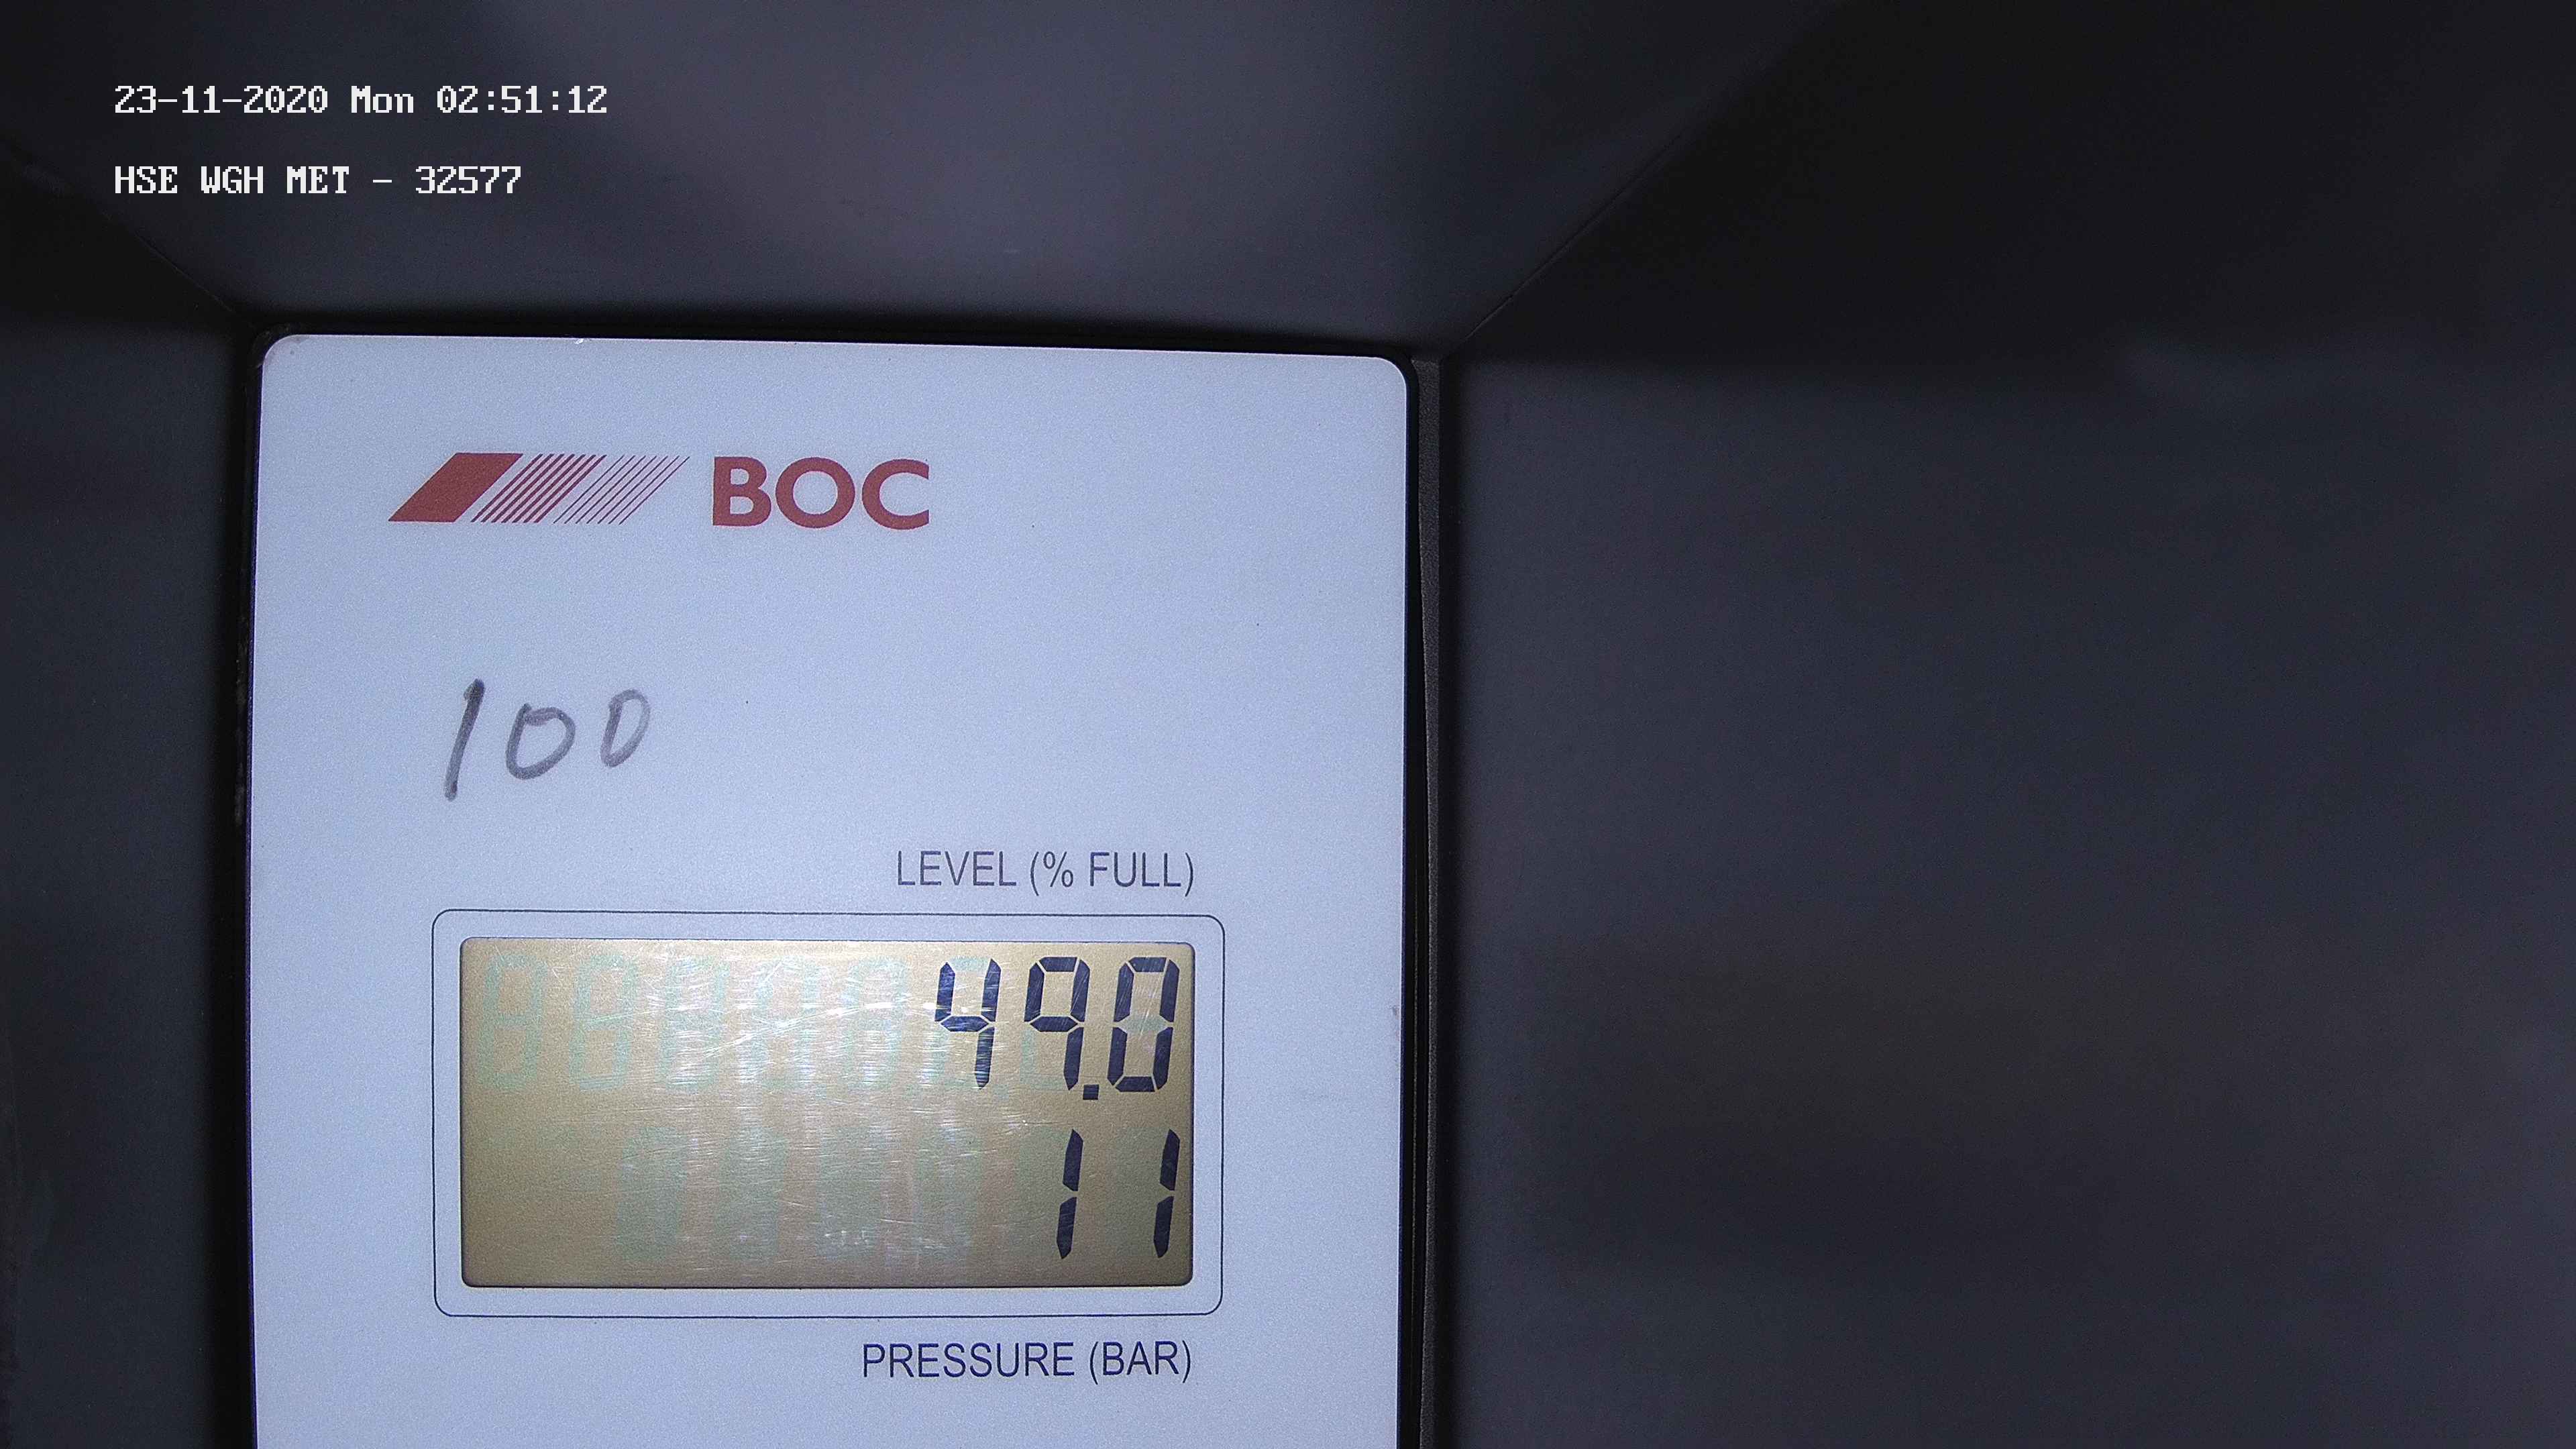 23-11-2020 Mon 02:51:12
HSE WGH MET - 32577
BOC
100
LEVEL (% FULL)
49.0
11
PRESSURE (BAR)